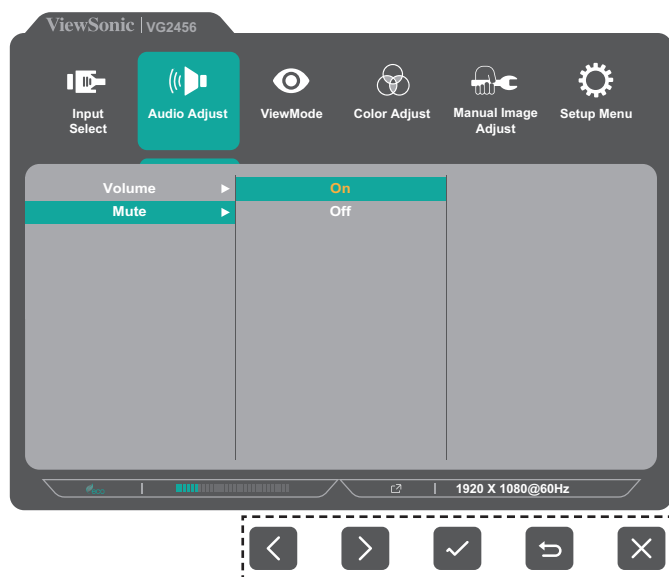 ViewSonic | VG2456
Input Select
Audio Adjust
ViewMode
Color Adjust
Manual Image Adjust
Setup Menu
Volume
On
Mute
Off
eco
1920 X 1080@60Hz